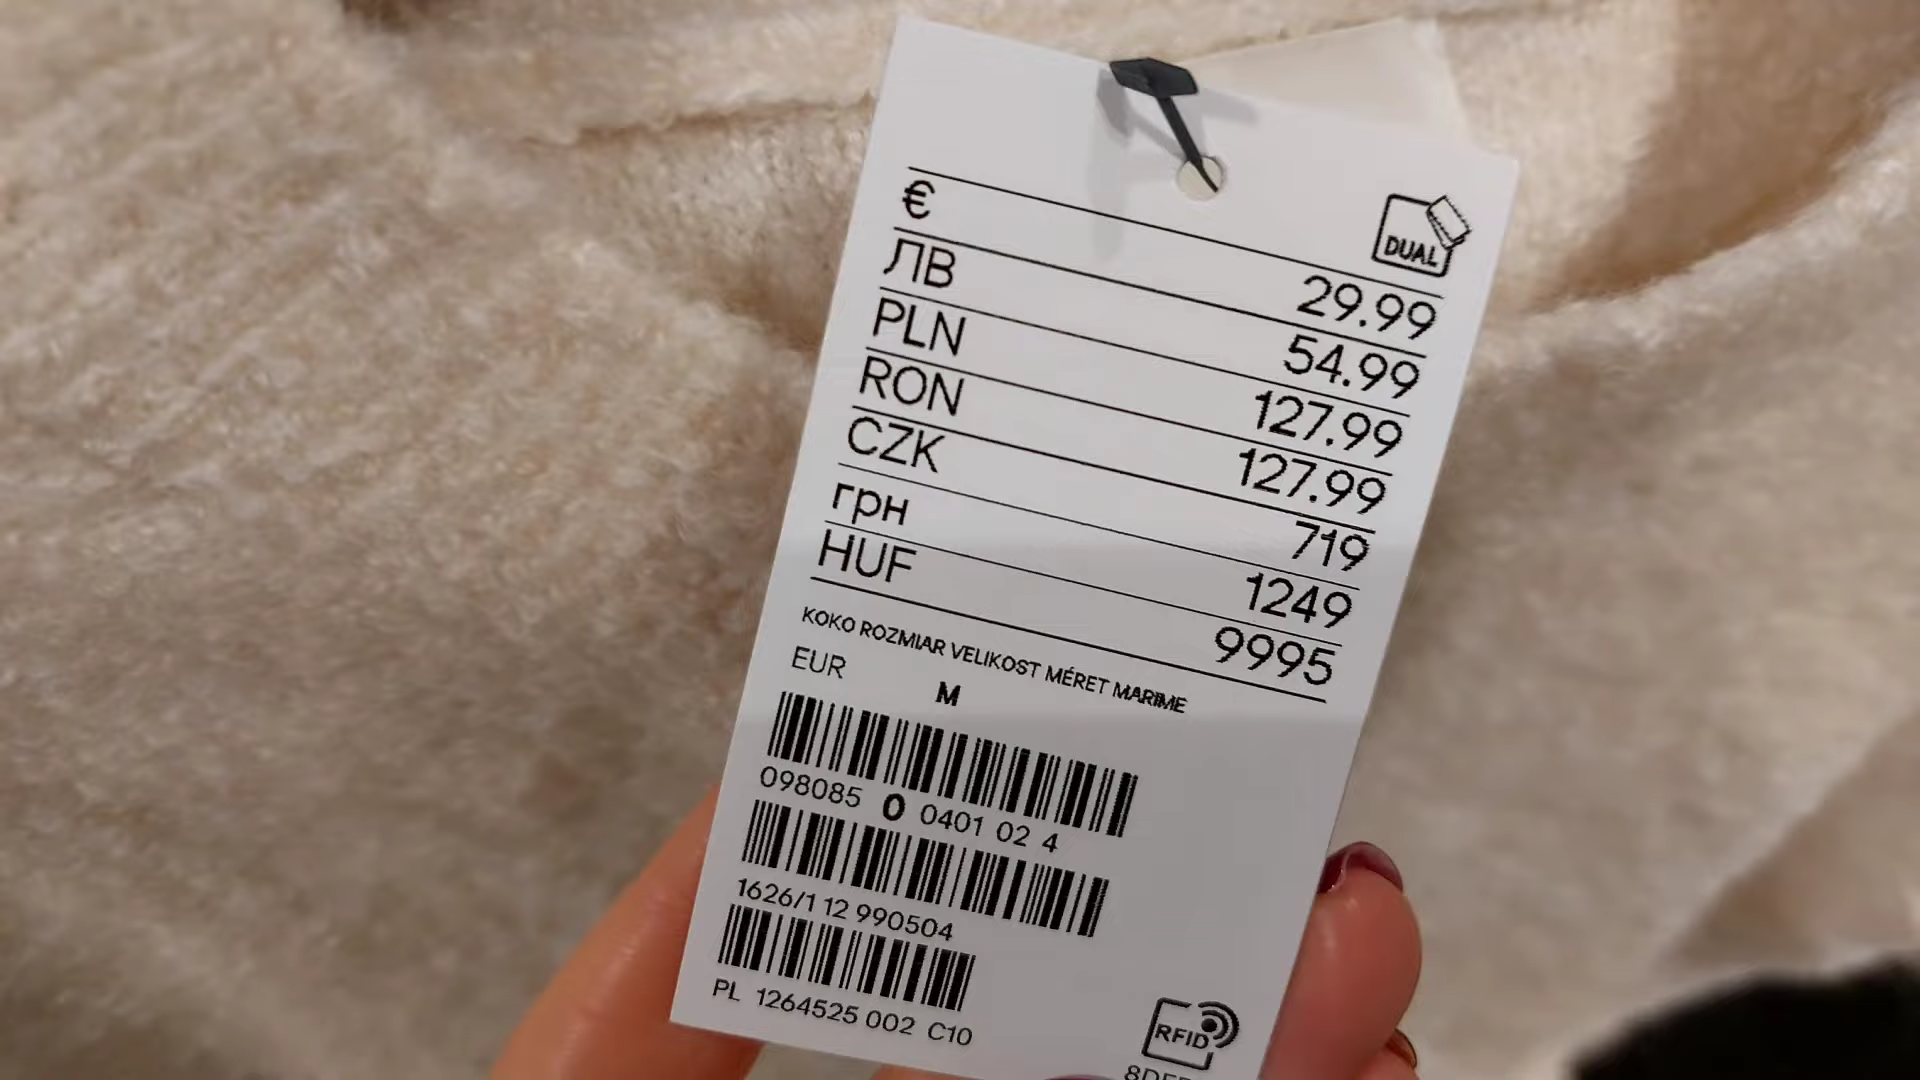 DUAL
€ 29.99
ЛВ 54.99
PLN 127.99
RON 127.99
CZK 719
грн 1249
HUF 9995
KOKO ROZMIAR VELIKOST MÉRET MARIME
EUR M
098085 0 0401 02 4
1626/1 12 990504
PL 1264525 002 C10
RFID